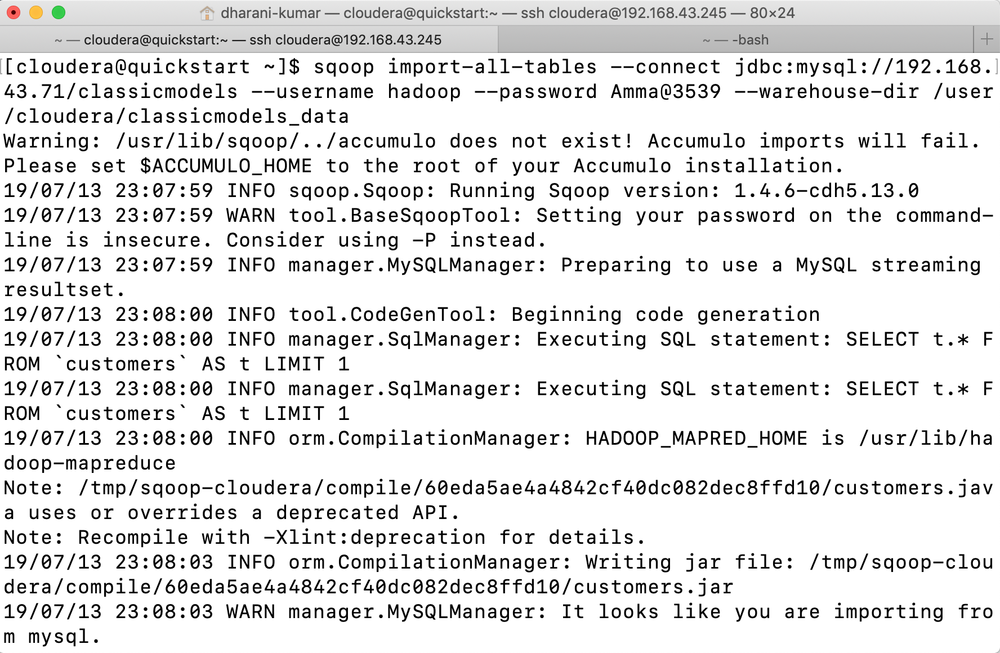 dharani-kumar — cloudera@quickstart:~ — ssh cloudera@192.168.43.245 — 80×24
~ — cloudera@quickstart:~ — ssh cloudera@192.168.43.245
~ — -bash
[cloudera@quickstart ~]$ sqoop import-all-tables --connect jdbc:mysql://192.168.
43.71/classicmodels --username hadoop --password Amma@3539 --warehouse-dir /user
/cloudera/classicmodels_data
Warning: /usr/lib/sqoop/../accumulo does not exist! Accumulo imports will fail.
Please set $ACCUMULO_HOME to the root of your Accumulo installation.
19/07/13 23:07:59 INFO sqoop.Sqoop: Running Sqoop version: 1.4.6-cdh5.13.0
19/07/13 23:07:59 WARN tool.BaseSqoopTool: Setting your password on the command-
line is insecure. Consider using -P instead.
19/07/13 23:07:59 INFO manager.MySQLManager: Preparing to use a MySQL streaming
resultset.
19/07/13 23:08:00 INFO tool.CodeGenTool: Beginning code generation
19/07/13 23:08:00 INFO manager.SqlManager: Executing SQL statement: SELECT t.* F
ROM `customers` AS t LIMIT 1
19/07/13 23:08:00 INFO manager.SqlManager: Executing SQL statement: SELECT t.* F
ROM `customers` AS t LIMIT 1
19/07/13 23:08:00 INFO orm.CompilationManager: HADOOP_MAPRED_HOME is /usr/lib/ha
doop-mapreduce
Note: /tmp/sqoop-cloudera/compile/60eda5ae4a4842cf40dc082dec8ffd10/customers.jav
a uses or overrides a deprecated API.
Note: Recompile with -Xlint:deprecation for details.
19/07/13 23:08:03 INFO orm.CompilationManager: Writing jar file: /tmp/sqoop-clou
dera/compile/60eda5ae4a4842cf40dc082dec8ffd10/customers.jar
19/07/13 23:08:03 WARN manager.MySQLManager: It looks like you are importing fro
m mysql.